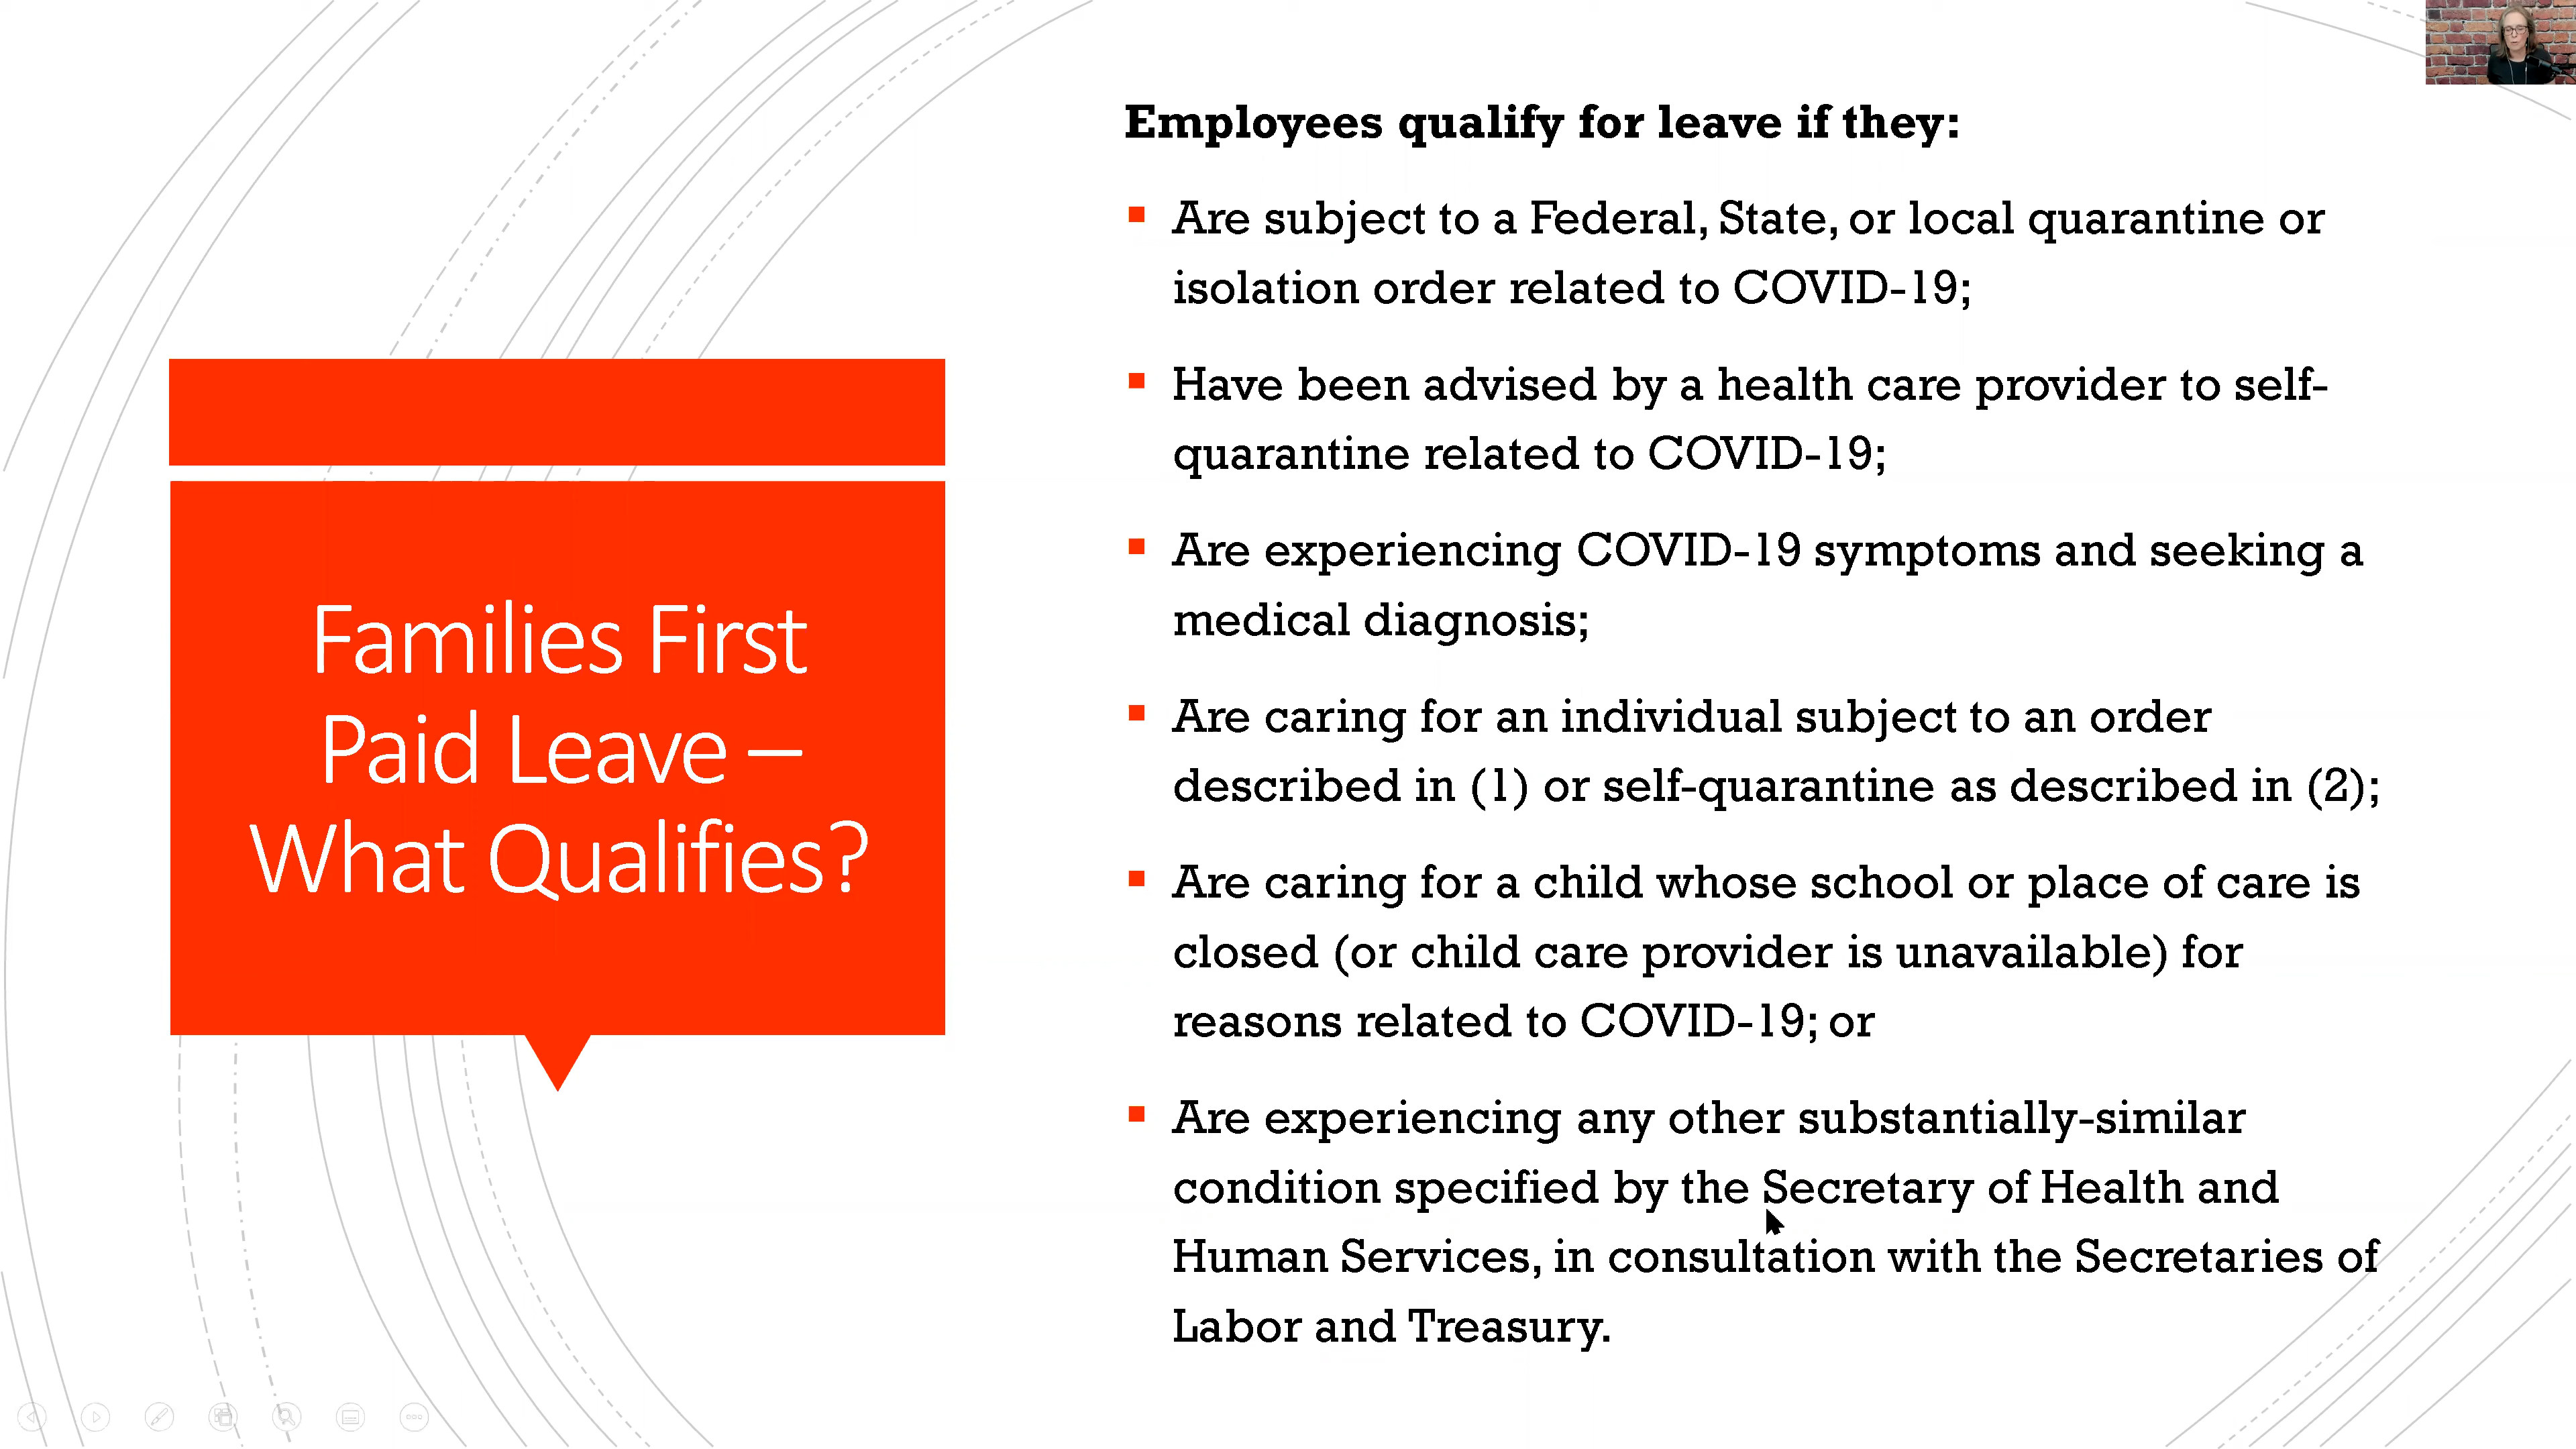 Families First
Paid Leave –
What Qualifies?
Employees qualify for leave if they:
Are subject to a Federal, State, or local quarantine or
isolation order related to COVID-19;
Have been advised by a health care provider to self-
quarantine related to COVID-19;
Are experiencing COVID-19 symptoms and seeking a
medical diagnosis;
Are caring for an individual subject to an order
described in (1) or self-quarantine as described in (2);
Are caring for a child whose school or place of care is
closed (or child care provider is unavailable) for
reasons related to COVID-19; or
Are experiencing any other substantially-similar
condition specified by the Secretary of Health and
Human Services, in consultation with the Secretaries of
Labor and Treasury.